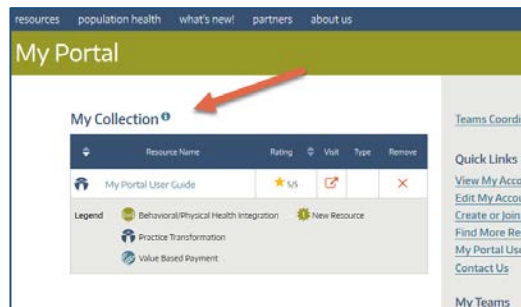 resources population health what's new! partners about us
My Portal
My Collection
Resource Name Rating Visit Type Remove
My Portal User Guide 5/5
Legend Behavioral/Physical Health Integration New Resource
Practice Transformation
Value Based Payment
Teams Coordi
Quick Links
View My Acco
Edit My Accou
Create or Join
Find More Re
My Portal Use
Contact Us
My Teams